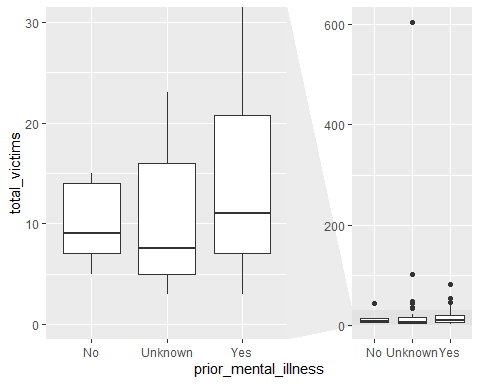 total_victims
30
20
10
0
No Unknown Yes
600
400
200
0
No Unknown Yes
prior_mental_illness